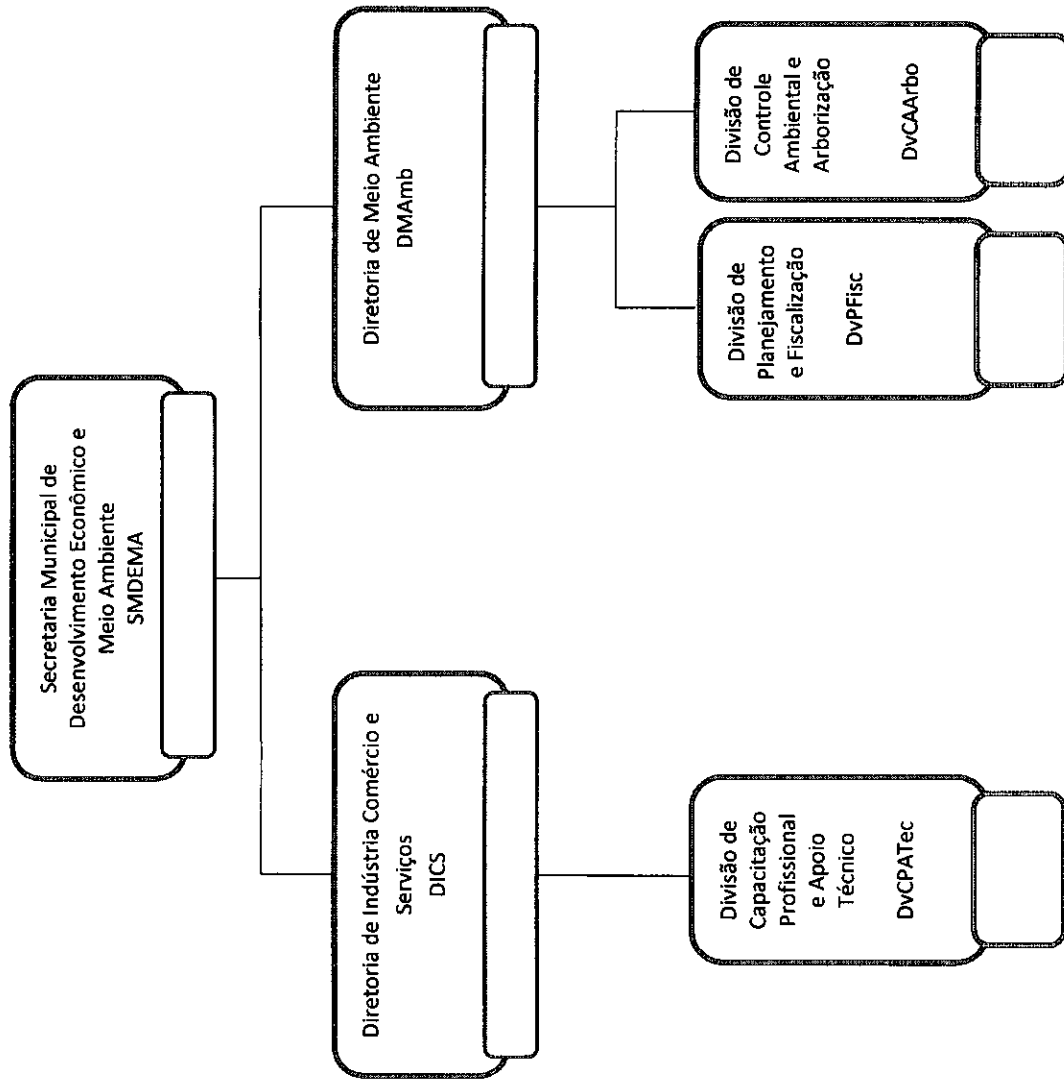 Secretaria Municipal de
Desenvolvimento Econômico e
Meio Ambiente
SMDEMA
Diretoria de Indústria Comércio e
Serviços
DICS
Diretoria de Meio Ambiente
DMAmb
Divisão de
Capacitação
Profissional
e Apoio
Técnico
DvCPATec
Divisão de
Planejamento
e Fiscalização
DvPFisc
Divisão de
Controle
Ambiental e
Arborização
DvCAArbo